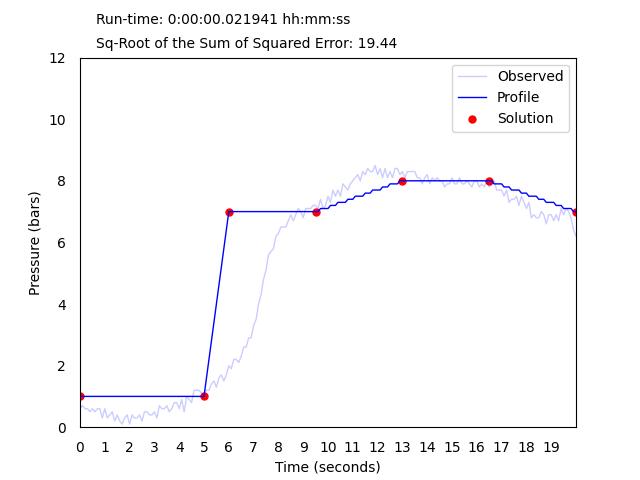 Run-time: 0:00:00.021941 hh:mm:ss
Sq-Root of the Sum of Squared Error: 19.44
12
10
8
6
4
2
0
Pressure (bars)
Observed
Profile
Solution
0 1 2 3 4 5 6 7 8 9 10 11 12 13 14 15 16 17 18 19
Time (seconds)